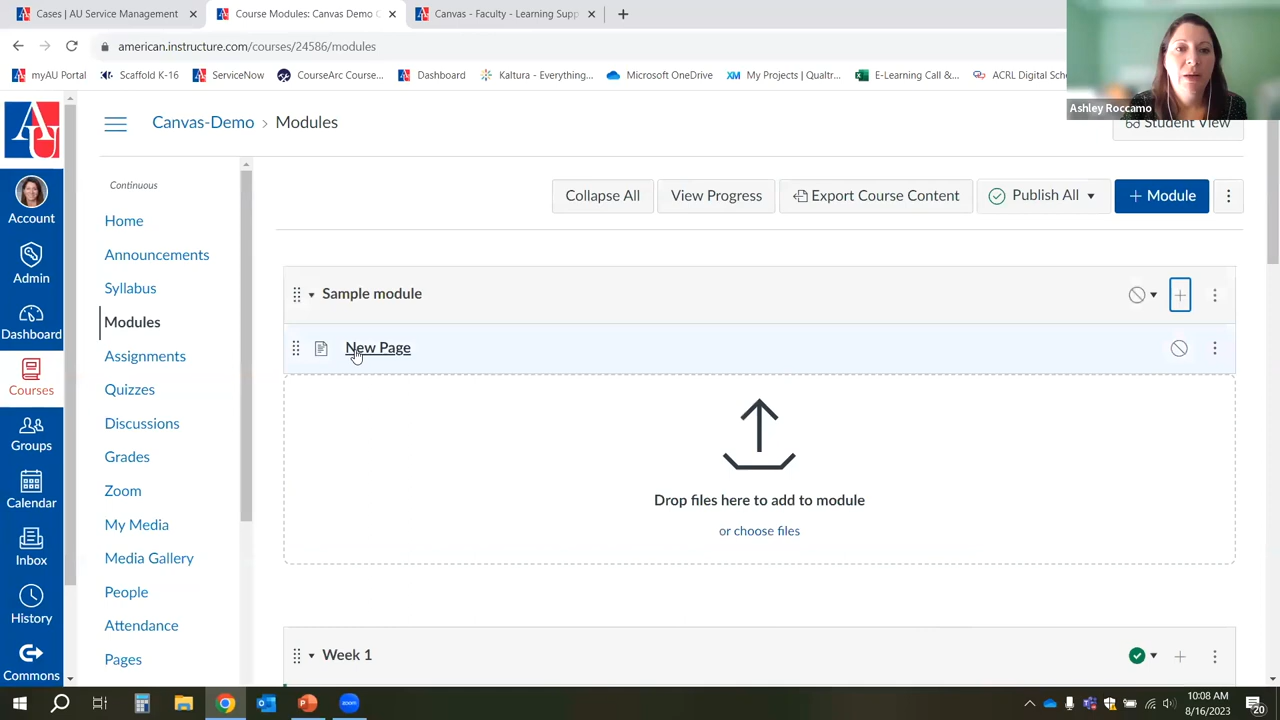 Cases | AU Service Management
Course Modules: Canvas Demo C
Canvas - Faculty - Learning Supp
american.instructure.com/courses/24586/modules
myAU Portal
Scaffold K-16
ServiceNow
CourseArc Course...
Dashboard
Kaltura - Everything...
Microsoft OneDrive
XM My Projects | Qualtr...
E-Learning Call &...
ACRL Digital Sch
Ashley Roccamo
AU
Account
Admin
Dashboard
Courses
Groups
Calendar
Inbox
History
Commons
Canvas-Demo > Modules
Student View
Continuous
Home
Announcements
Syllabus
Modules
Assignments
Quizzes
Discussions
Grades
Zoom
My Media
Media Gallery
People
Attendance
Pages
Collapse All
View Progress
Export Course Content
Publish All
+ Module
Sample module
New Page
Drop files here to add to module
or choose files
Week 1
zoom
10:08 AM
8/16/2023
20